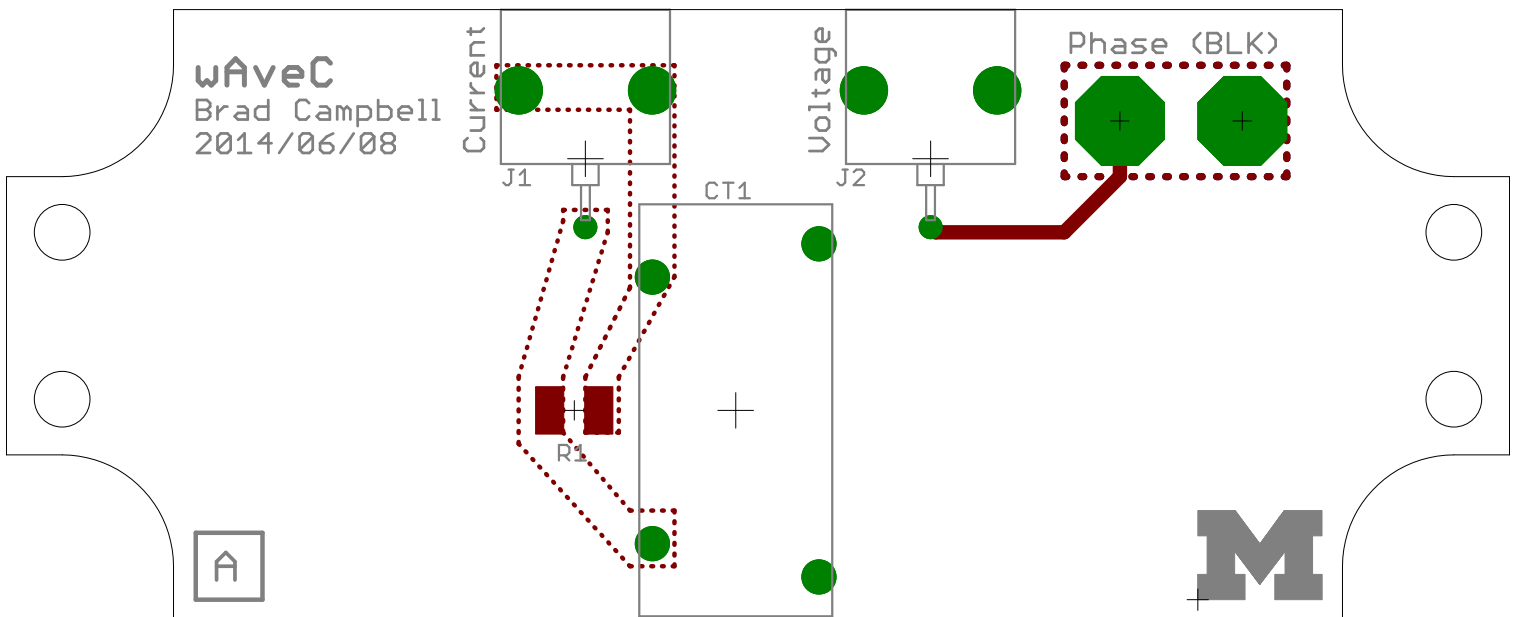 wAveC
Brad Campbell
2014/06/08
Current
Voltage
Phase (BLK)
J1
J2
CT1
R1
A
M